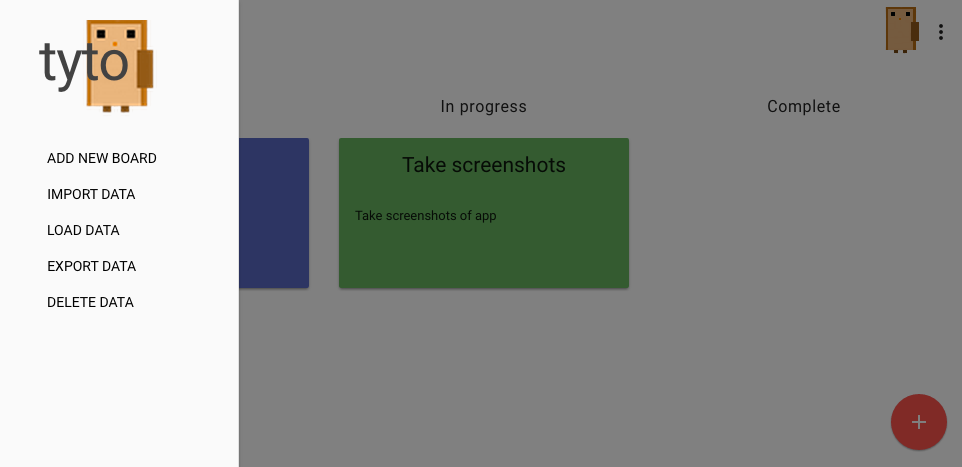 tyto
ADD NEW BOARD
IMPORT DATA
LOAD DATA
EXPORT DATA
DELETE DATA
In progress
Take screenshots
Take screenshots of app
Complete